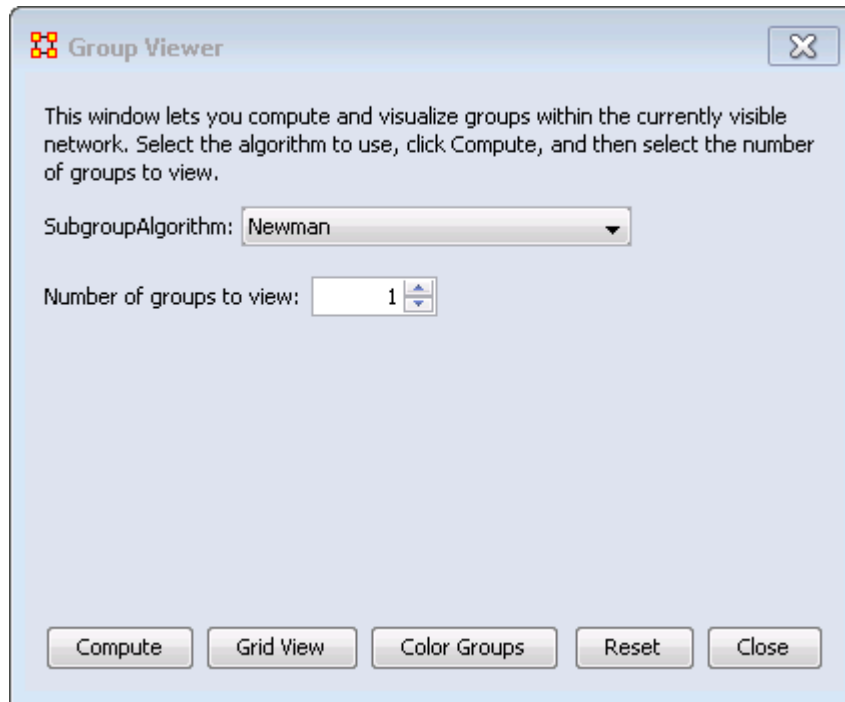 Group Viewer
This window lets you compute and visualize groups within the currently visible
network. Select the algorithm to use, click Compute, and then select the number
of groups to view.
SubgroupAlgorithm: Newman
Number of groups to view: 1
Compute Grid View Color Groups Reset Close